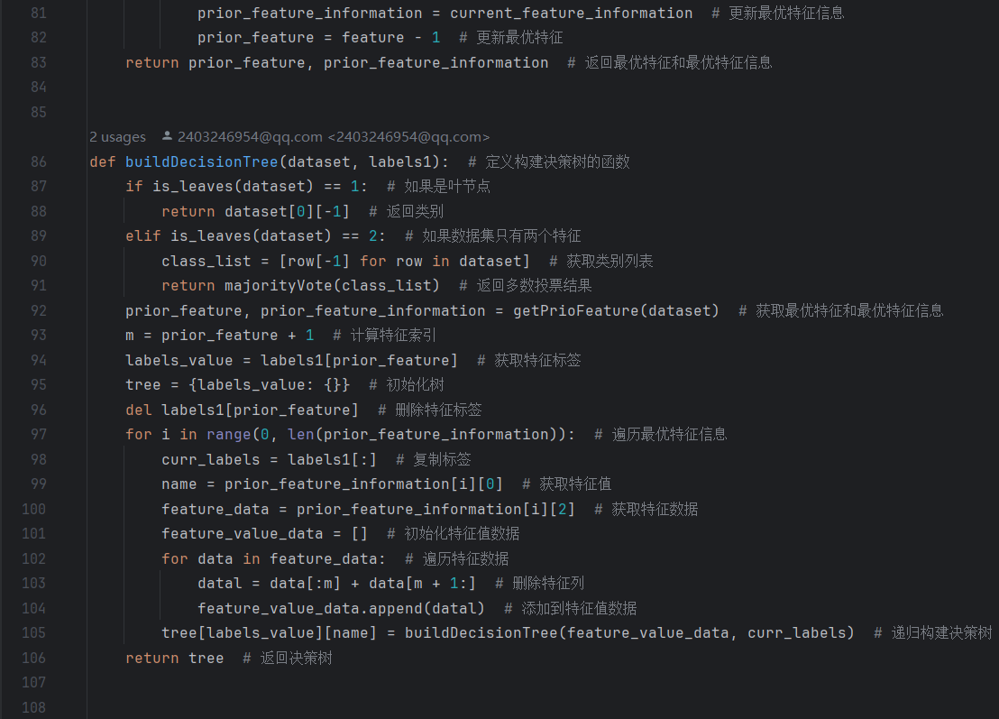 81 prior_feature_information = current_feature_information  # 更新最优特征信息
82 prior_feature = feature - 1  # 更新最优特征
83 return prior_feature, prior_feature_information  # 返回最优特征和最优特征信息
84
85
2 usages 2403246954@qq.com <2403246954@qq.com>
86 def buildDecisionTree(dataset, labels1):  # 定义构建决策树的函数
87 if is_leaves(dataset) == 1:  # 如果是叶节点
88 return dataset[0][-1]  # 返回类别
89 elif is_leaves(dataset) == 2:  # 如果数据集只有两个特征
90 class_list = [row[-1] for row in dataset]  # 获取类别列表
91 return majorityVote(class_list)  # 返回多数投票结果
92 prior_feature, prior_feature_information = getPrioFeature(dataset)  # 获取最优特征和最优特征信息
93 m = prior_feature + 1  # 计算特征索引
94 labels_value = labels1[prior_feature]  # 获取特征标签
95 tree = {labels_value: {}}  # 初始化树
96 del labels1[prior_feature]  # 删除特征标签
97 for i in range(0, len(prior_feature_information)):  # 遍历最优特征信息
98 curr_labels = labels1[:]  # 复制标签
99 name = prior_feature_information[i][0]  # 获取特征值
100 feature_data = prior_feature_information[i][2]  # 获取特征数据
101 feature_value_data = []  # 初始化特征值数据
102 for data in feature_data:  # 遍历特征数据
103 datal = data[:m] + data[m + 1:]  # 删除特征列
104 feature_value_data.append(datal)  # 添加到特征值数据
105 tree[labels_value][name] = buildDecisionTree(feature_value_data, curr_labels)  # 递归构建决策树
106 return tree  # 返回决策树
107
108